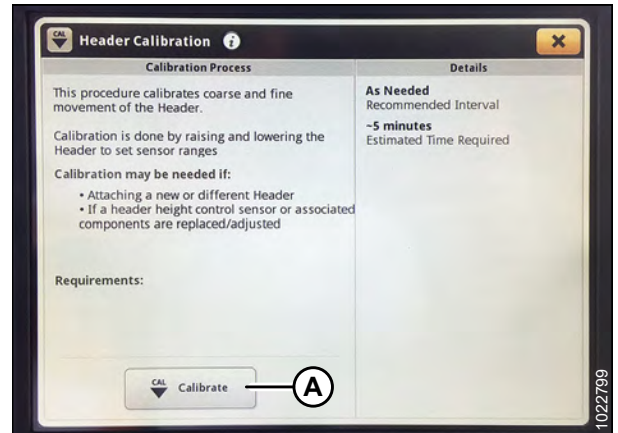 CAL
Header Calibration i
Calibration Process
This procedure calibrates coarse and fine
movement of the Header.
Calibration is done by raising and lowering the
Header to set sensor ranges
Calibration may be needed if:
• Attaching a new or different Header
• If a header height control sensor or associated
components are replaced/adjusted
Requirements:
CAL Calibrate
A
Details
As Needed
Recommended Interval
~5 minutes
Estimated Time Required
1022799